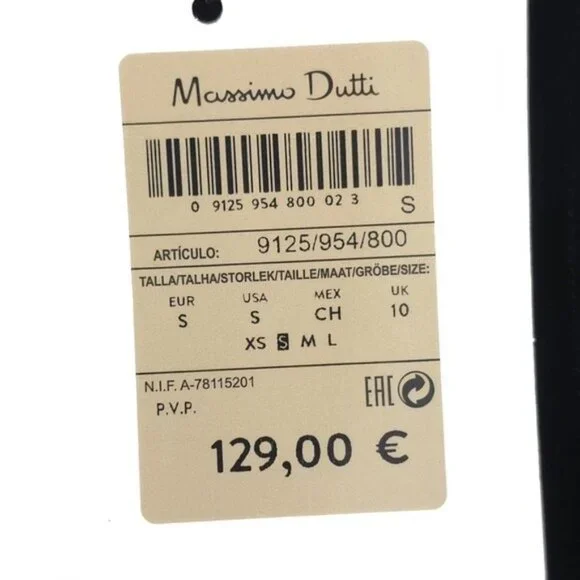 Massimo Dutti
0 9125 954 800 02 3
S
ARTÍCULO: 9125/954/800
TALLA/TALHA/STORLEK/TAILLE/MAAT/GRÖBE/SIZE:
EUR USA MEX UK
S S CH 10
XS S M L
N.I.F. A-78115201
EAC
P.V.P.
129,00 €